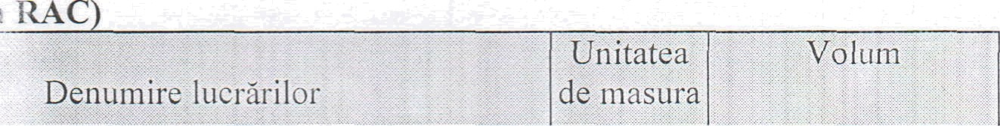 RAC)
Denumire lucrărilor
Unitatea
de masura
Volum